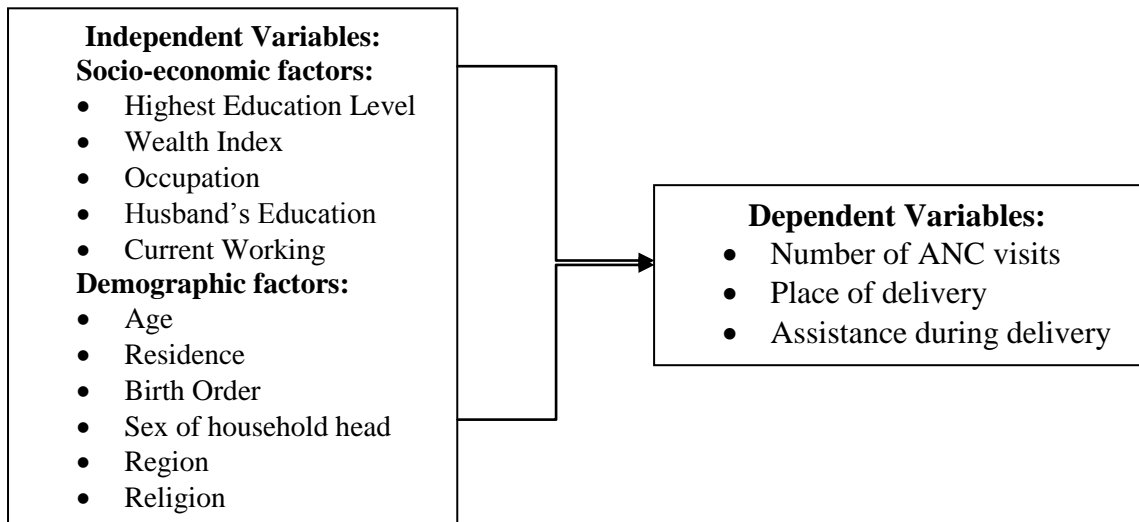 Independent Variables:
Socio-economic factors:
• Highest Education Level
• Wealth Index
• Occupation
• Husband’s Education
• Current Working
Demographic factors:
• Age
• Residence
• Birth Order
• Sex of household head
• Region
• Religion
Dependent Variables:
• Number of ANC visits
• Place of delivery
• Assistance during delivery